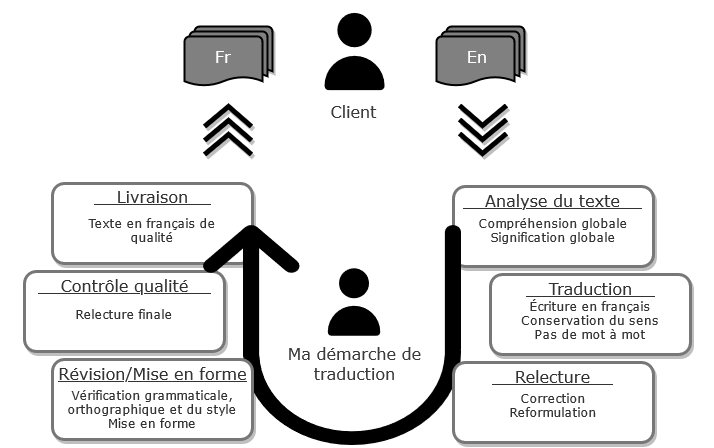 Fr
En
Client
Livraison
Texte en français de
qualité
Analyse du texte
Compréhension globale
Signification globale
Contrôle qualité
Relecture finale
Traduction
Écriture en français
Conservation du sens
Pas de mot à mot
Ma démarche de
traduction
Révision/Mise en forme
Vérification grammaticale,
orthographique et du style
Mise en forme
Relecture
Correction
Reformulation